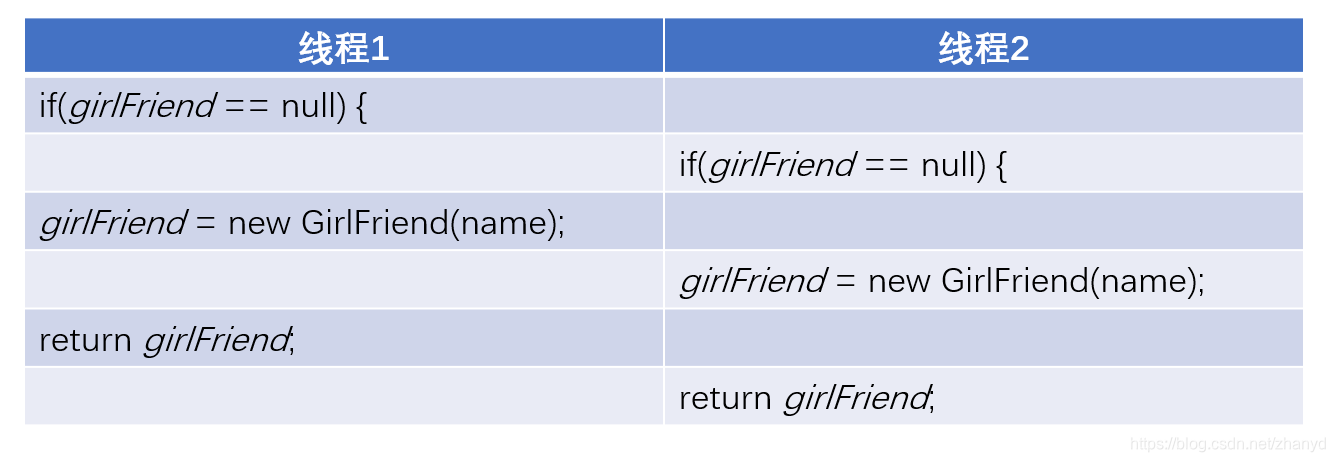 线程1 线程2
if(girlFriend == null) {
if(girlFriend == null) {
girlFriend = new GirlFriend(name);
girlFriend = new GirlFriend(name);
return girlFriend;
return girlFriend;
https://blog.csdn.net/zhanyd